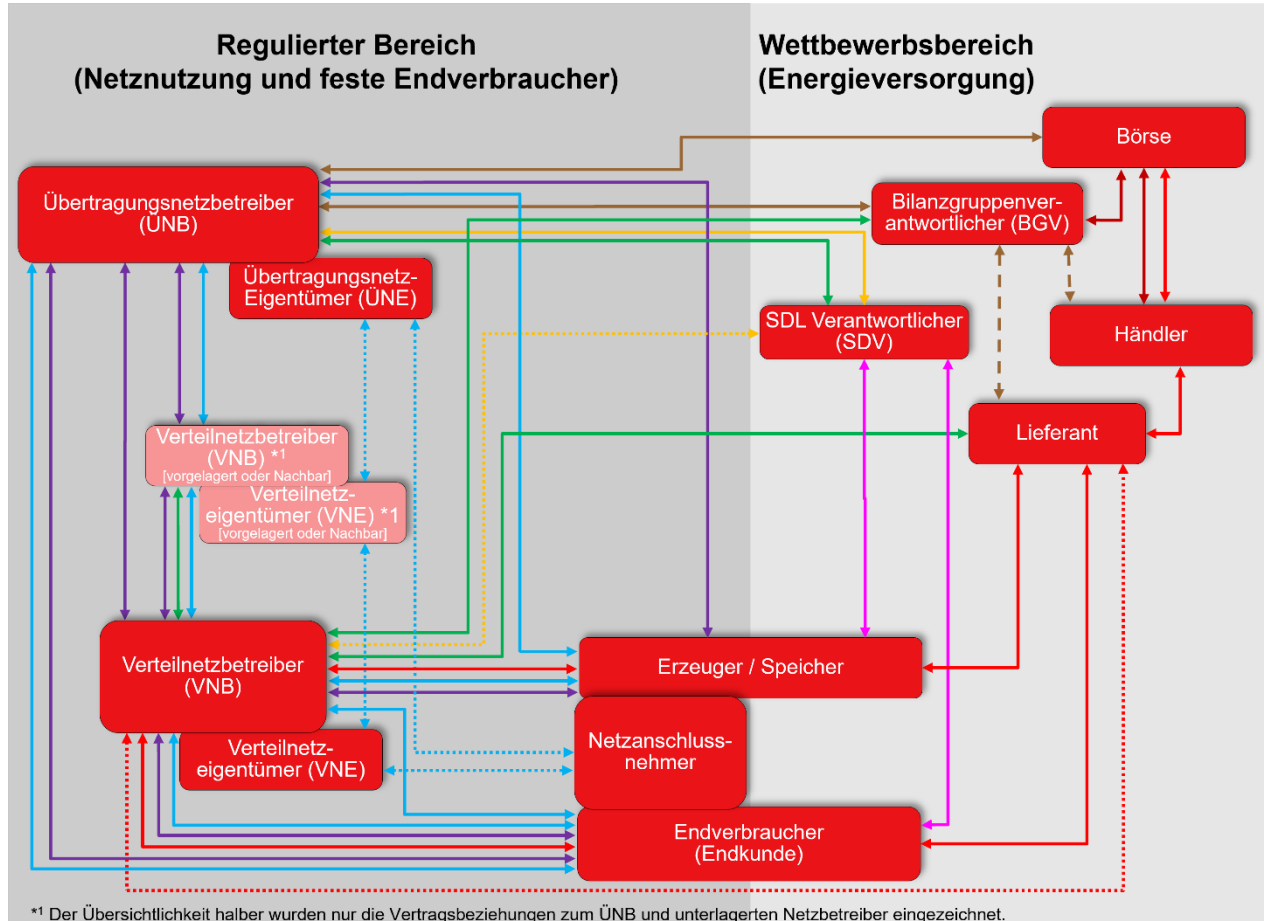 Regulierter Bereich
(Netznutzung und feste Endverbraucher)
Wettbewerbsbereich
(Energieversorgung)
Börse
Übertragungsnetzbetreiber
(ÜNB)
Bilanzgruppenver-
antwortlicher (BGV)
Übertragungsnetz-
Eigentümer (ÜNE)
SDL Verantwortlicher
(SDV)
Händler
Lieferant
Verteilnetzbetreiber
(VNB) *1
[vorgelagert oder Nachbar]
Verteilnetz-
eigentümer (VNE) *1
[vorgelagert oder Nachbar]
Verteilnetzbetreiber
(VNB)
Erzeuger / Speicher
Netzanschluss-
nehmer
Verteilnetz-
eigentümer (VNE)
Endverbraucher
(Endkunde)
*1 Der Übersichtlichkeit halber wurden nur die Vertragsbeziehungen zum ÜNB und unterlagerten Netzbetreiber eingezeichnet.